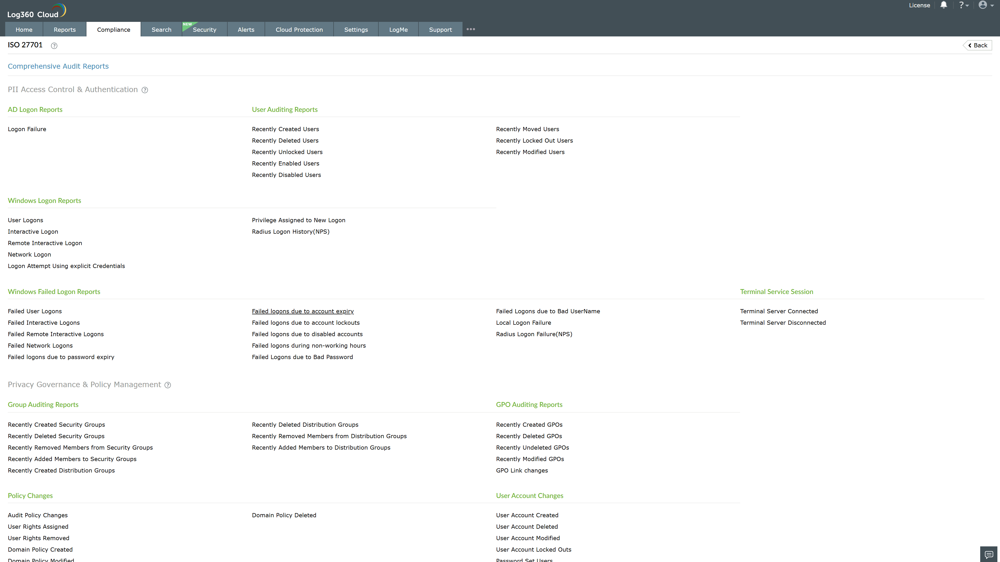 License
?
Log360 Cloud
Home
Reports
Compliance
Search
NEW
Security
Alerts
Cloud Protection
Settings
LogMe
Support
ISO 27701 ?
Back
Comprehensive Audit Reports
PII Access Control & Authentication ?
AD Logon Reports
Logon Failure
User Auditing Reports
Recently Created Users
Recently Deleted Users
Recently Unlocked Users
Recently Enabled Users
Recently Disabled Users
Recently Moved Users
Recently Locked Out Users
Recently Modified Users
Windows Logon Reports
User Logons
Interactive Logon
Remote Interactive Logon
Network Logon
Logon Attempt Using explicit Credentials
Privilege Assigned to New Logon
Radius Logon History(NPS)
Windows Failed Logon Reports
Failed User Logons
Failed Interactive Logons
Failed Remote Interactive Logons
Failed Network Logons
Failed logons due to password expiry
Failed logons due to account expiry
Failed logons due to account lockouts
Failed logons due to disabled accounts
Failed logons during non-working hours
Failed Logons due to Bad Password
Failed Logons due to Bad UserName
Local Logon Failure
Radius Logon Failure(NPS)
Terminal Service Session
Terminal Server Connected
Terminal Server Disconnected
Privacy Governance & Policy Management ?
Group Auditing Reports
Recently Created Security Groups
Recently Deleted Security Groups
Recently Removed Members from Security Groups
Recently Added Members to Security Groups
Recently Created Distribution Groups
Recently Deleted Distribution Groups
Recently Removed Members from Distribution Groups
Recently Added Members to Distribution Groups
GPO Auditing Reports
Recently Created GPOs
Recently Deleted GPOs
Recently Undeleted GPOs
Recently Modified GPOs
GPO Link changes
Policy Changes
Audit Policy Changes
User Rights Assigned
User Rights Removed
Domain Policy Created
Domain Policy Modified
Domain Policy Deleted
User Account Changes
User Account Created
User Account Deleted
User Account Modified
User Account Locked Outs
Password Set Users